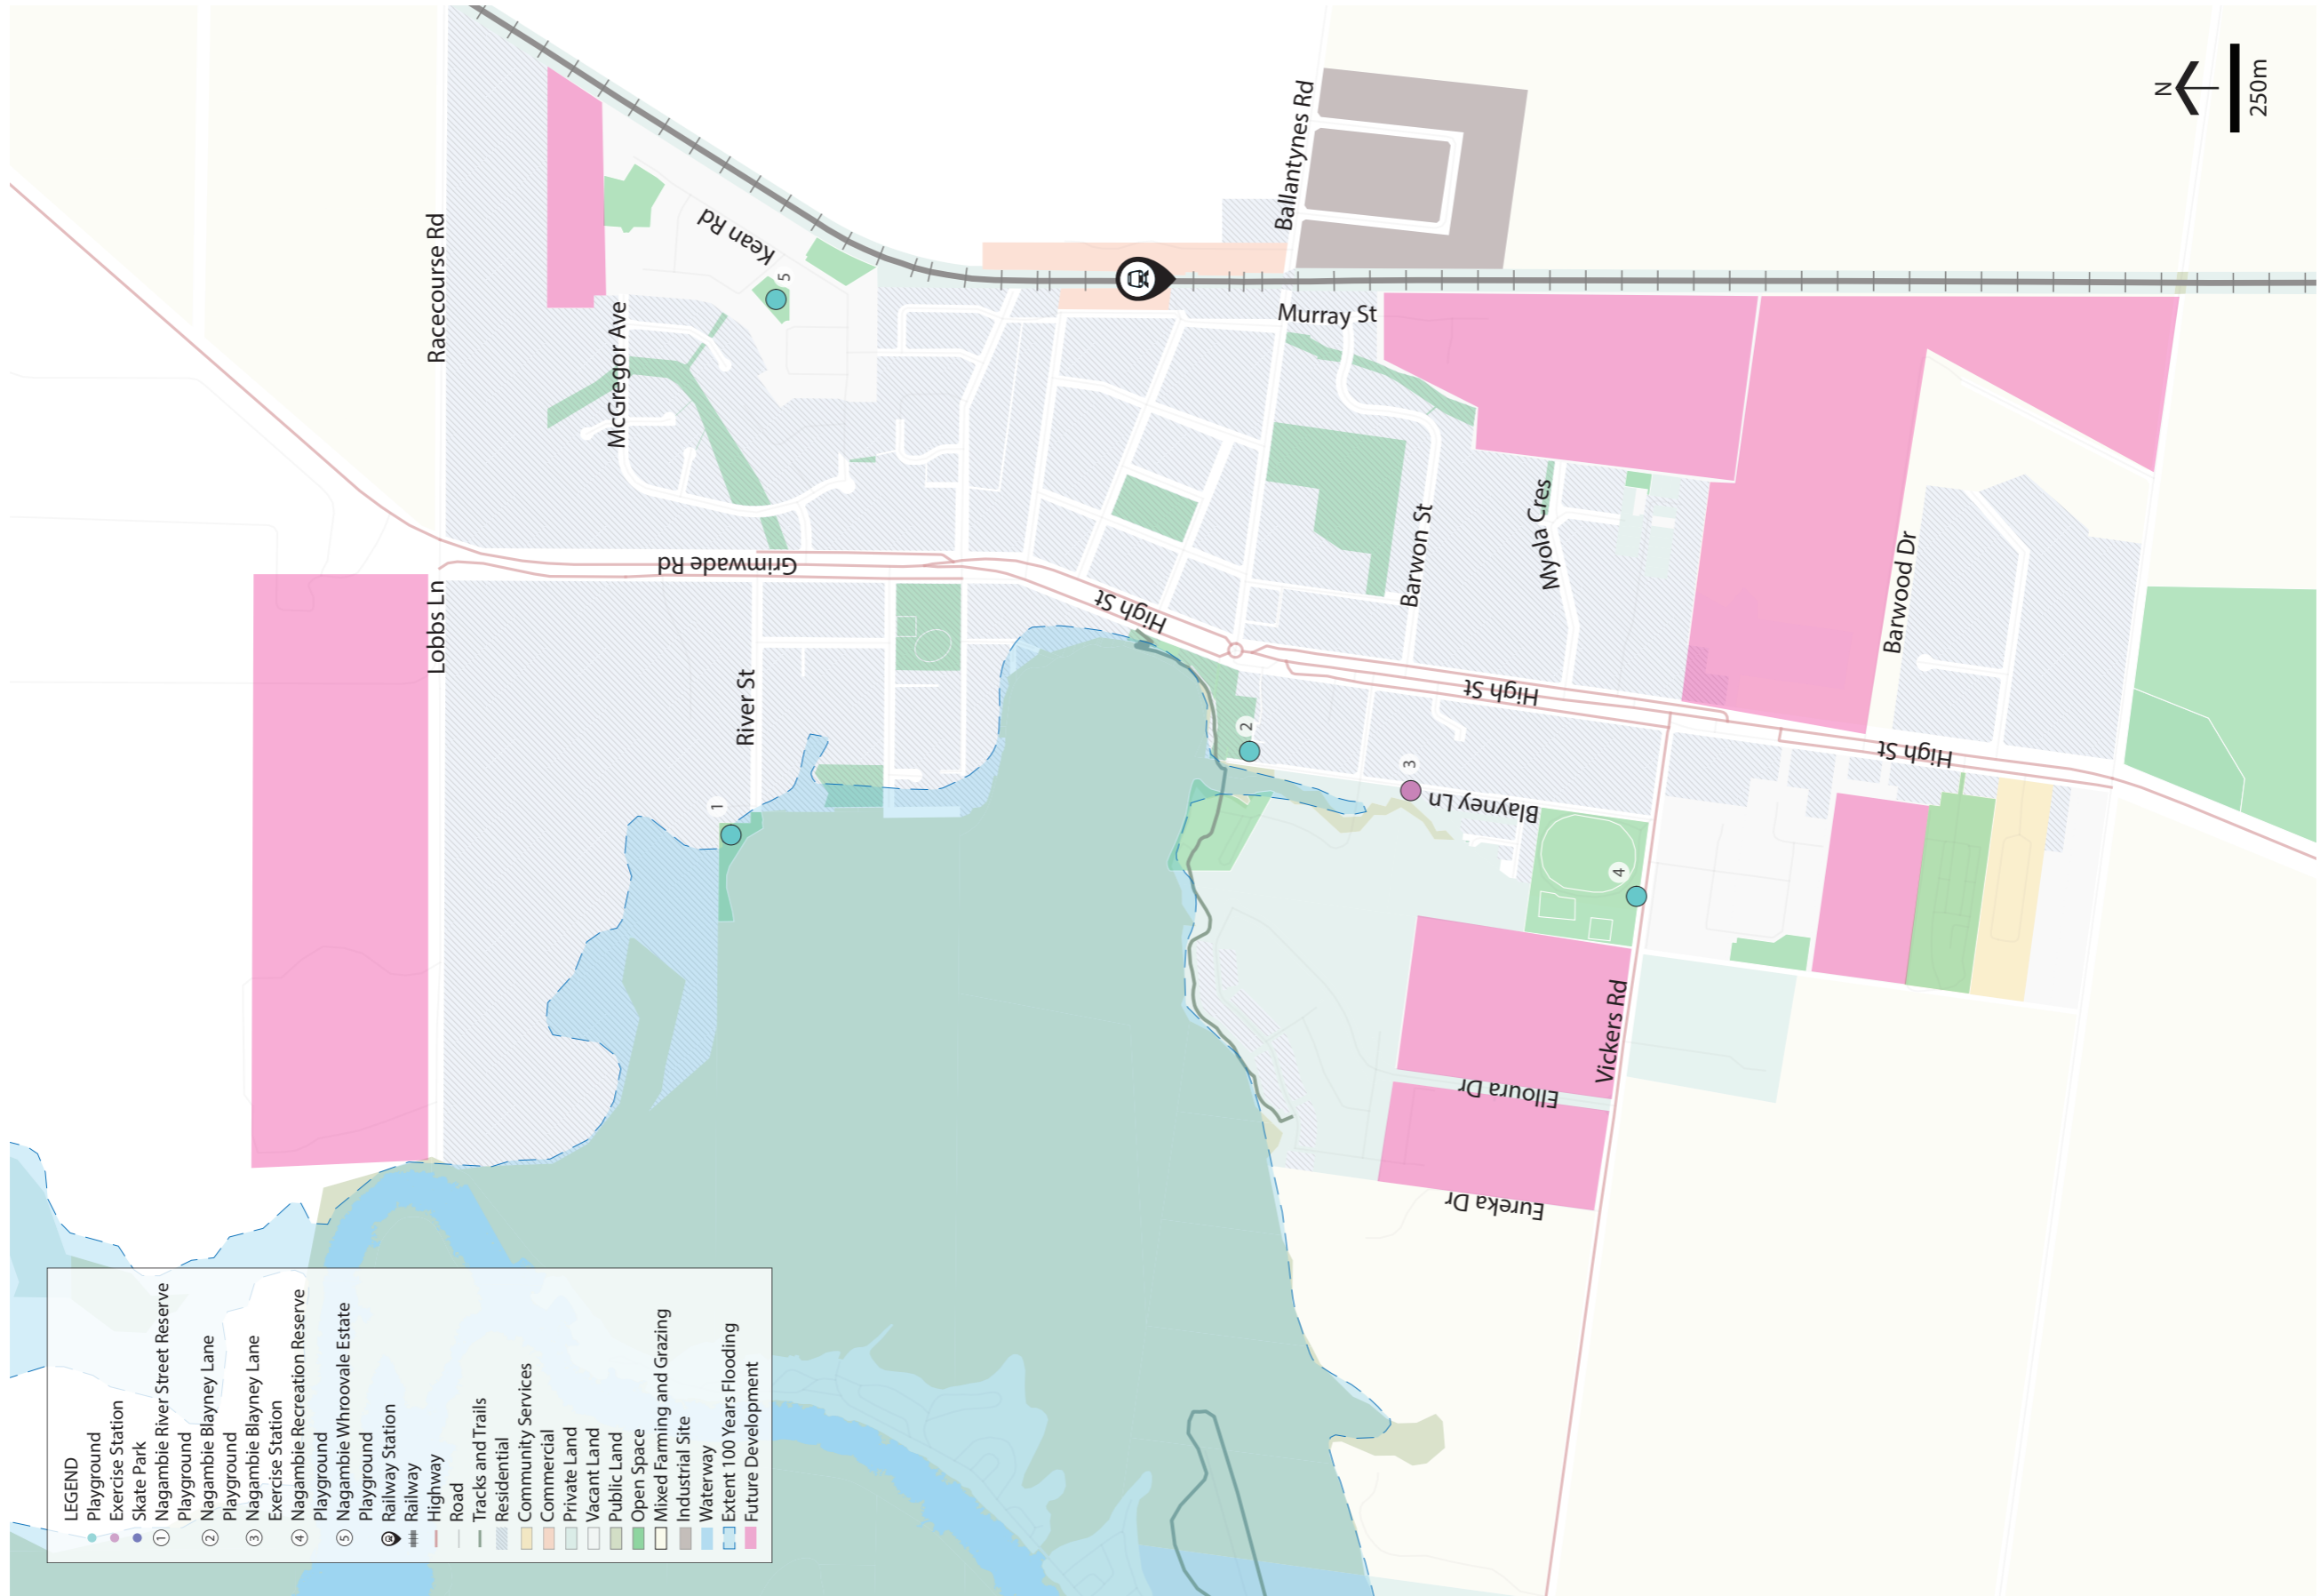 LEGEND
Playground
Exercise Station
Skate Park
1 Nagambie River Street Reserve
Playground
2 Nagambie Blayney Lane
Playground
3 Nagambie Blayney Lane
Exercise Station
4 Nagambie Recreation Reserve
Playground
5 Nagambie Whroovale Estate
Playground
Railway Station
Railway
Highway
Road
Tracks and Trails
Residential
Community Services
Commercial
Private Land
Vacant Land
Public Land
Open Space
Mixed Farming and Grazing
Industrial Site
Waterway
Extent 100 Years Flooding
Future Development
Racecourse Rd
Lobbs Ln
Kean Rd
5
McGregor Ave
Grimwade Rd
River St
1
High St
Ballantynes Rd
Murray St
2
Barwon St
3
High St
Blayney Ln
Myola Cres
4
Vickers Rd
Elloura Dr
Eureka Dr
Barwood Dr
High St
N
250m